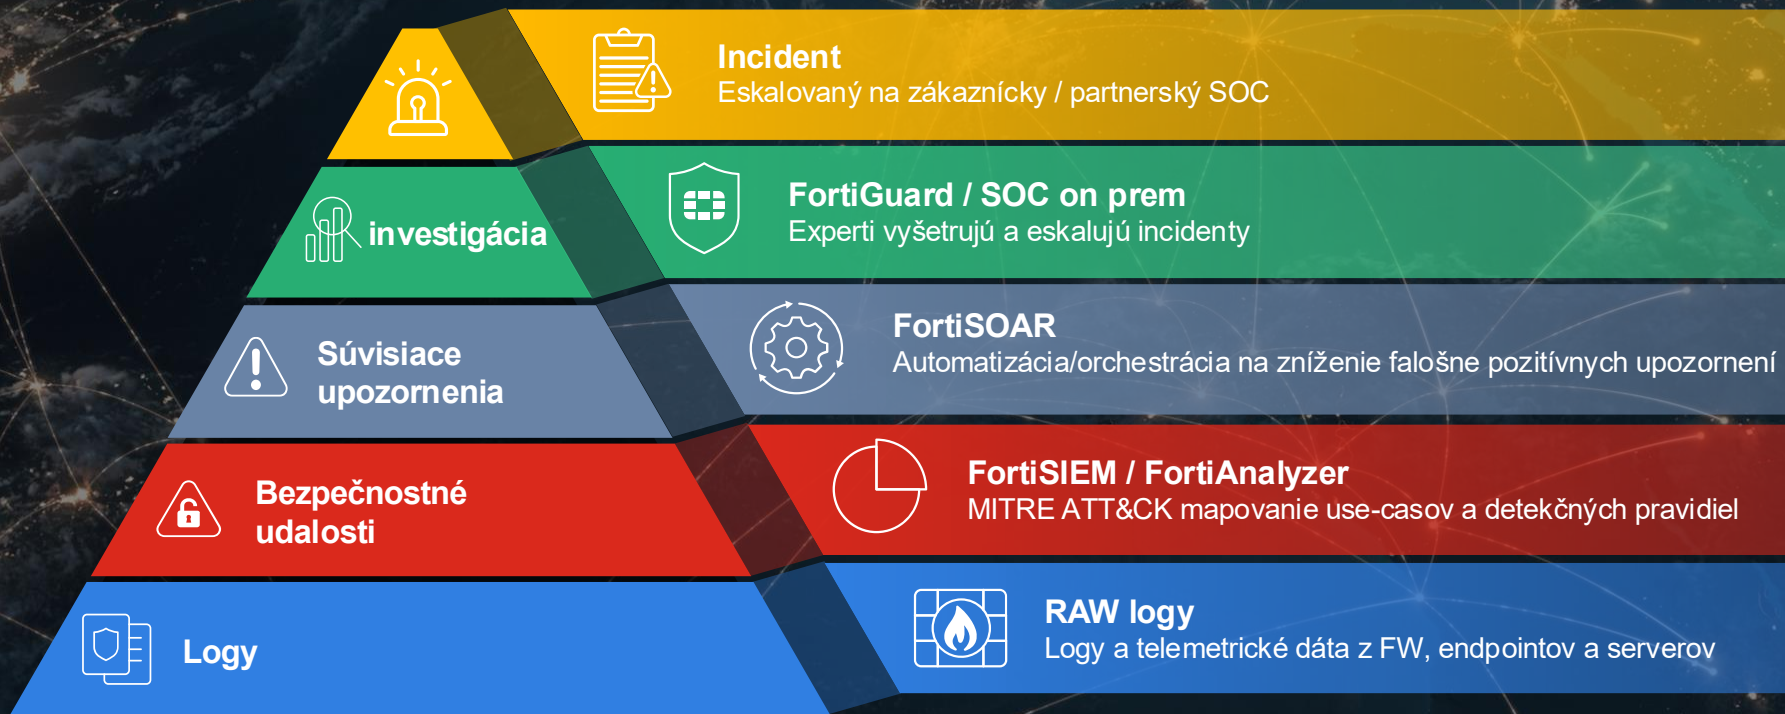 Incident
Eskalovaný na zákaznícky / partnerský SOC
investigácia
FortiGuard / SOC on prem
Experti vyšetrujú a eskalujú incidenty
Súvisiace
upozornenia
FortiSOAR
Automatizácia/orchestrácia na zníženie falošne pozitívnych upozornení
Bezpečnostné
udalosti
FortiSIEM / FortiAnalyzer
MITRE ATT&CK mapovanie use-casov a detekčných pravidiel
Logy
RAW logy
Logy a telemetrické dáta z FW, endpointov a serverov